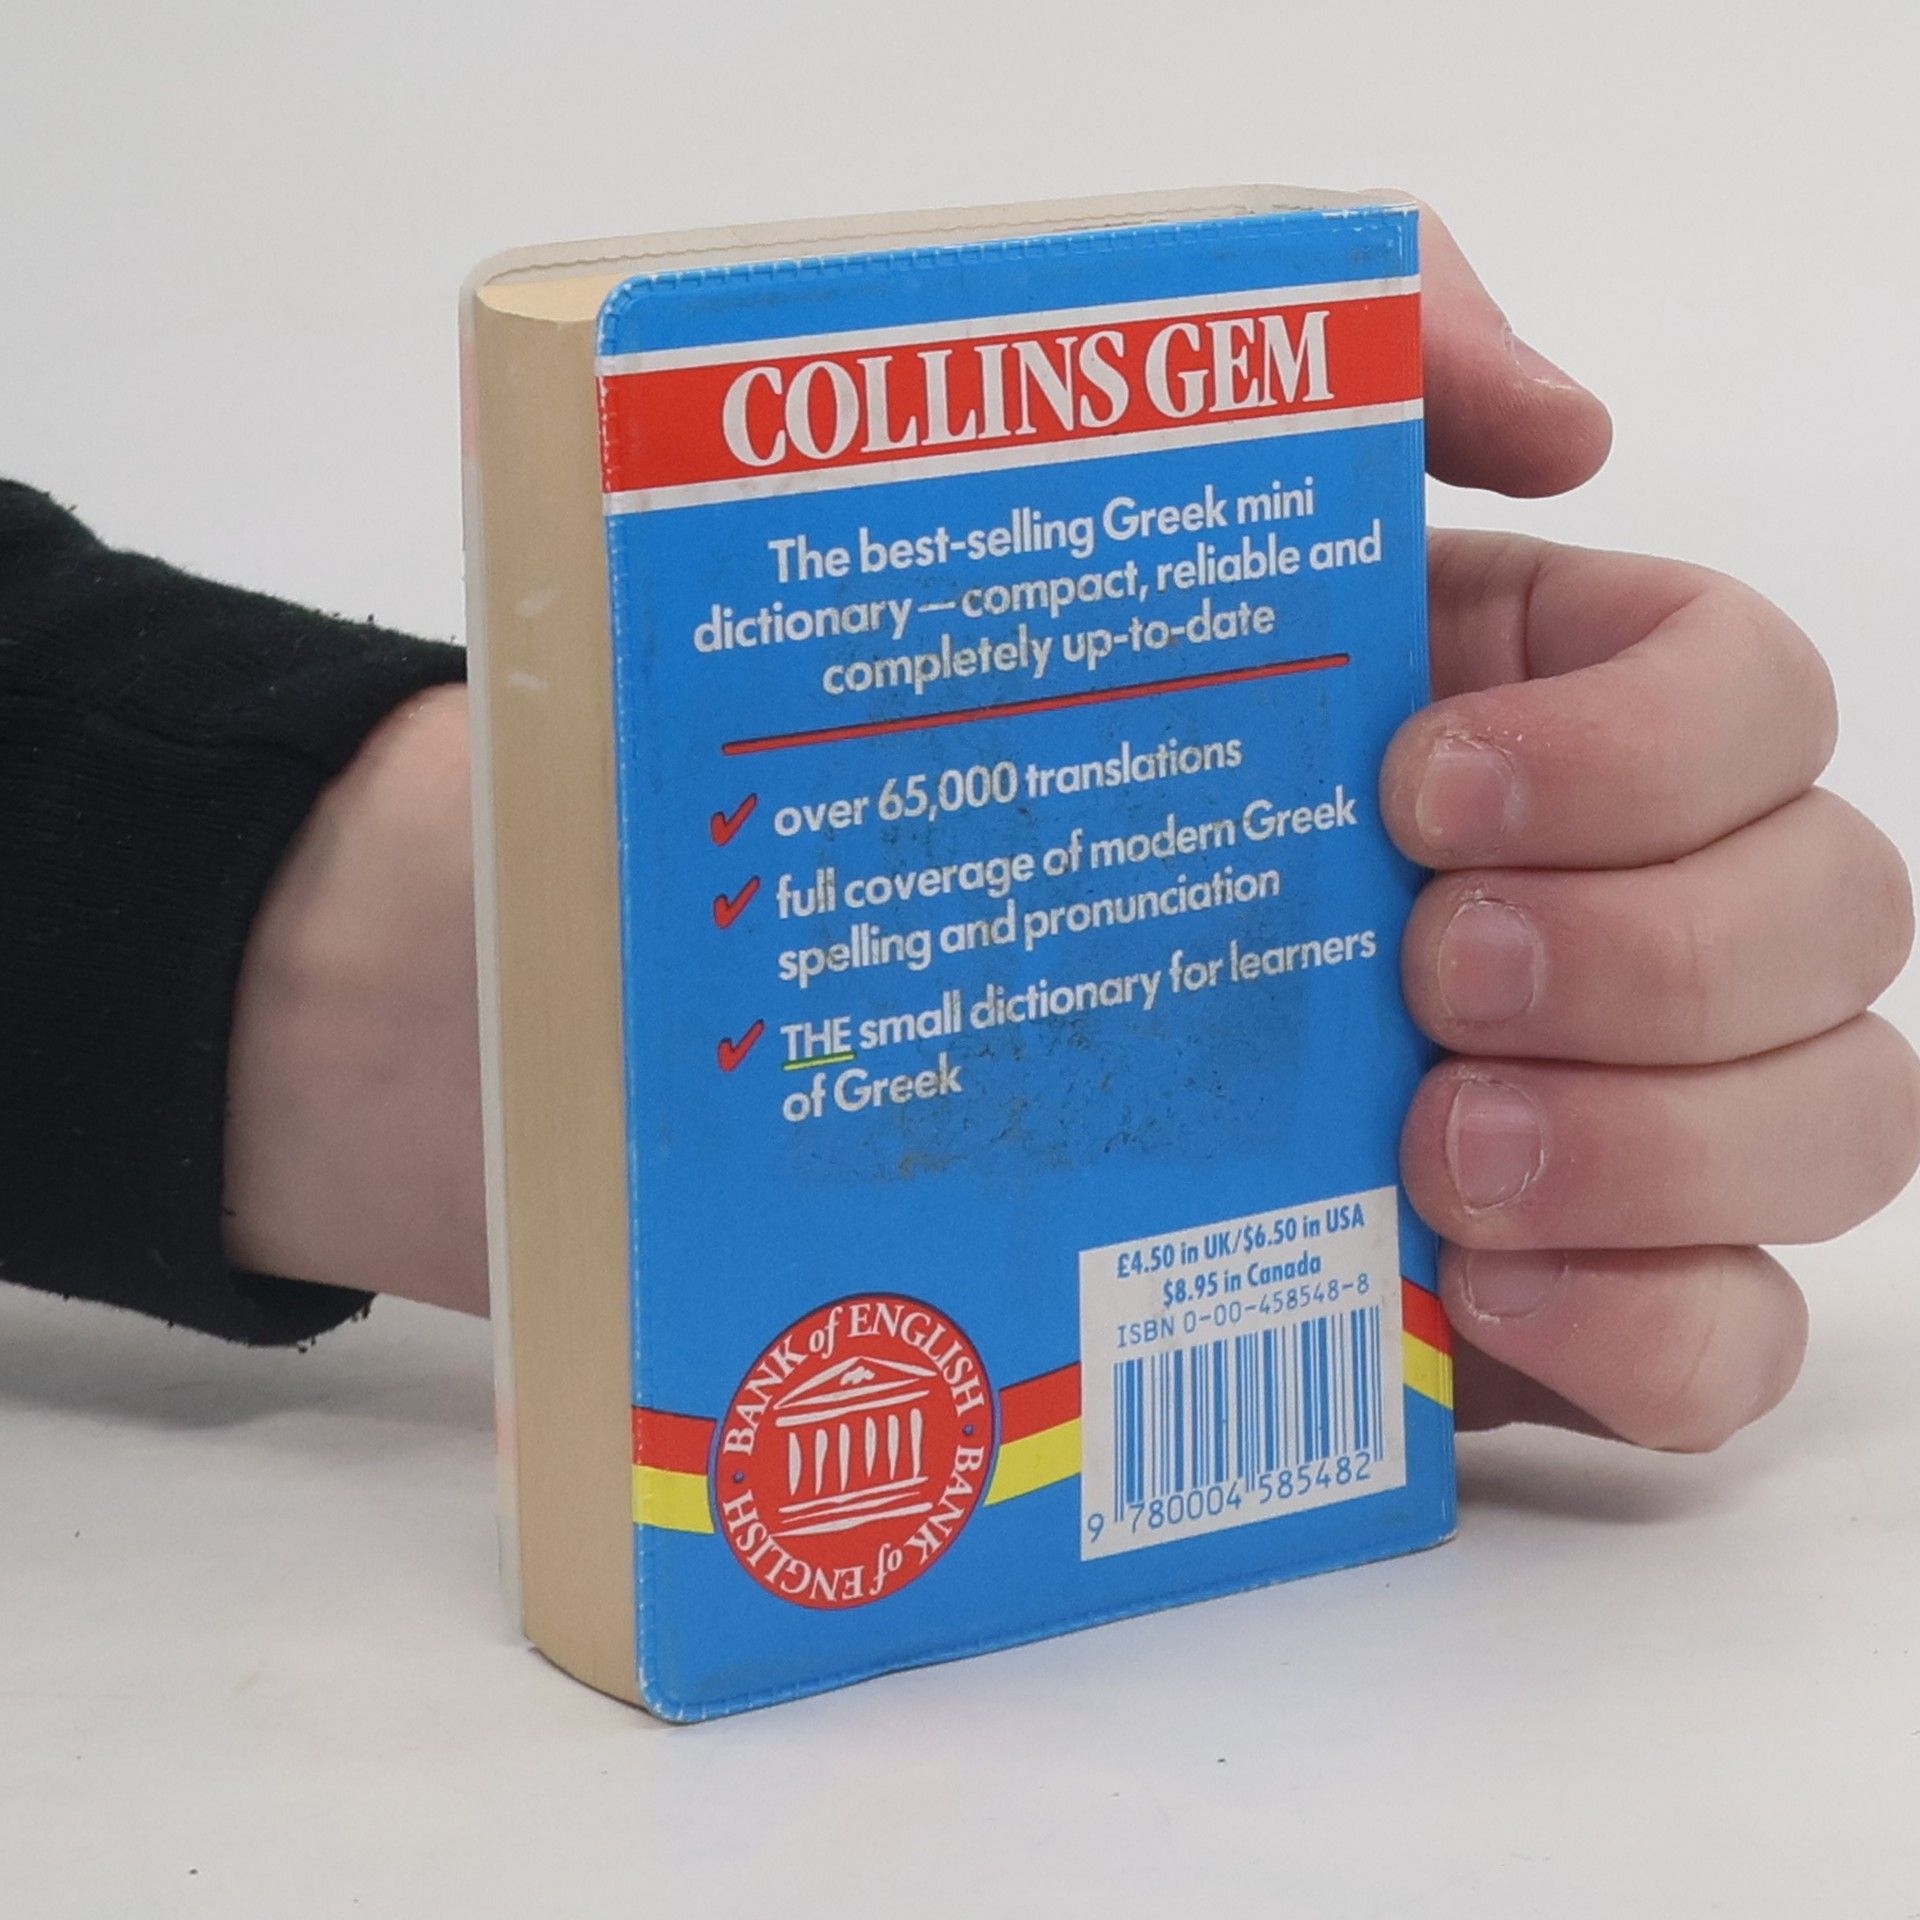 COLLINS GEM
The best-selling Greek mini
dictionary—compact, reliable and
completely up-to-date
✓ over 65,000 translations
✓ full coverage of modern Greek
spelling and pronunciation
✓ THE small dictionary for learners
of Greek
£4.50 in UK/$6.50 in USA
$8.95 in Canada
ISBN 0-00-458548-8
9 780004 585482
BANK of ENGLISH · BANK of ENGLISH ·